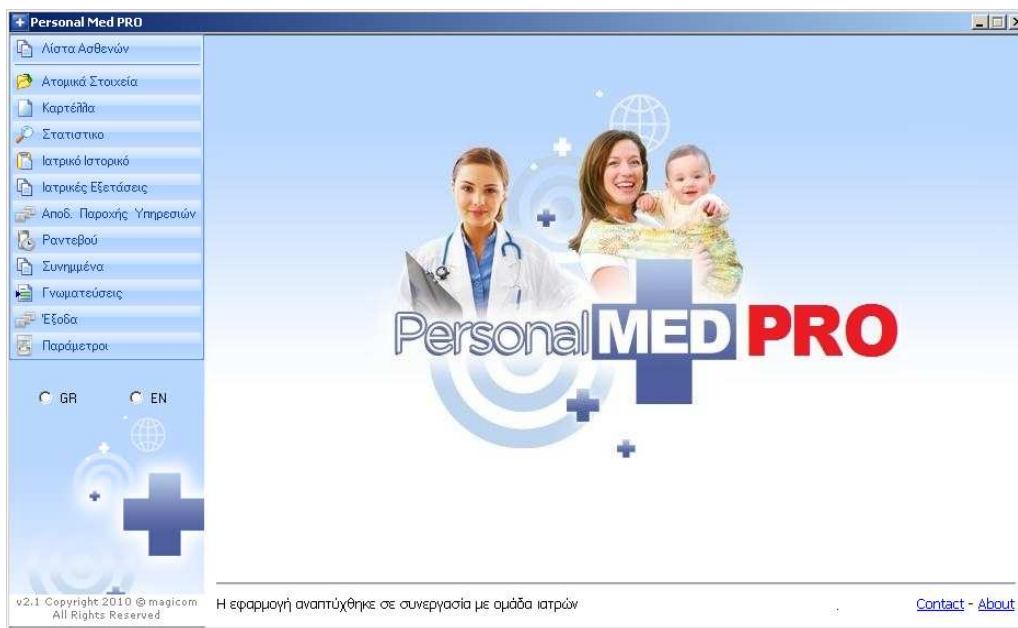 Personal Med PRO
Λίστα Ασθενών
Ατομικά Στοιχεία
Καρτέλλα
Στατιστικο
Ιατρικό Ιστορικό
Ιατρικές Εξετάσεις
Αποδ. Παροχής Υπηρεσιών
Ραντεβού
Συνημμένα
Γνωματεύσεις
Έξοδα
Παράμετροι
GR EN
Personal MED PRO
v2.1 Copyright 2010 @ magicom
All Rights Reserved
Η εφαρμογή αναπτύχθηκε σε συνεργασία με ομάδα ιατρών . Contact - About